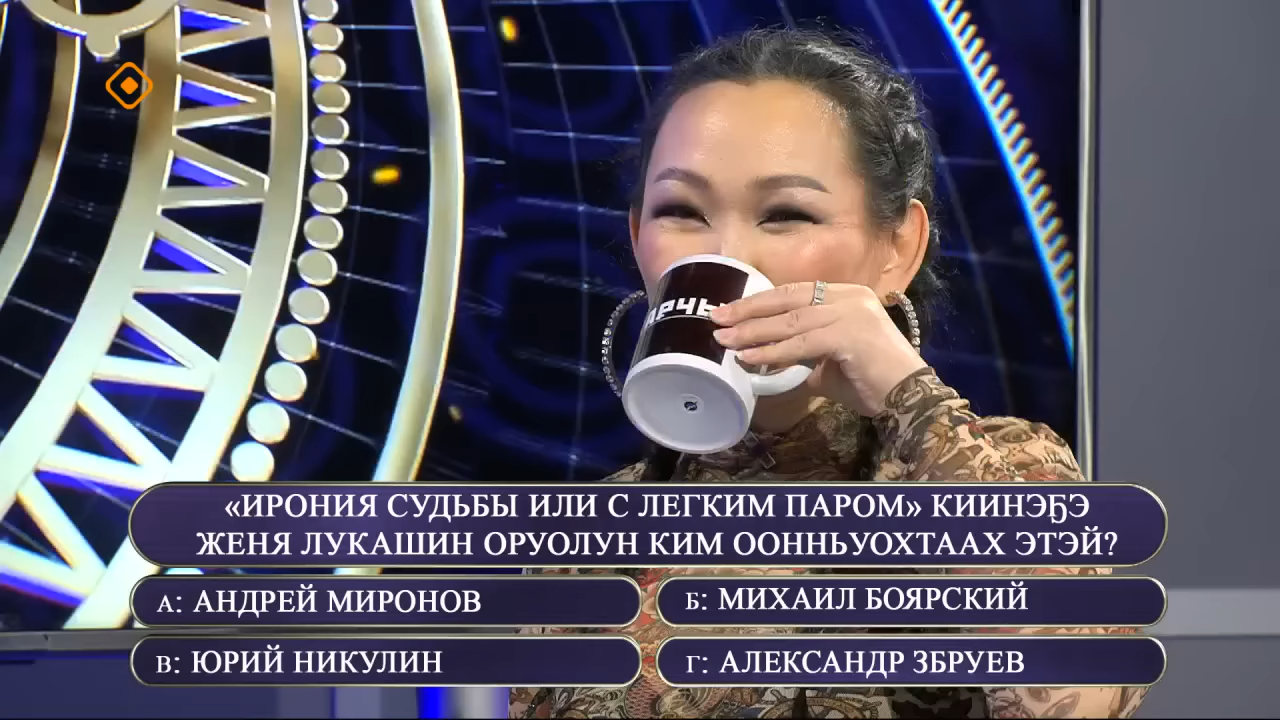 «ИРОНИЯ СУДЬБЫ ИЛИ С ЛЕГКИМ ПАРОМ» КИИНЭҔЭ
ЖЕНЯ ЛУКАШИН ОРУОЛУН КИМ ООННЬУОХТААХ ЭТЭЙ?
А: АНДРЕЙ МИРОНОВ
Б: МИХАИЛ БОЯРСКИЙ
В: ЮРИЙ НИКУЛИН
Г: АЛЕКСАНДР ЗБРУЕВ